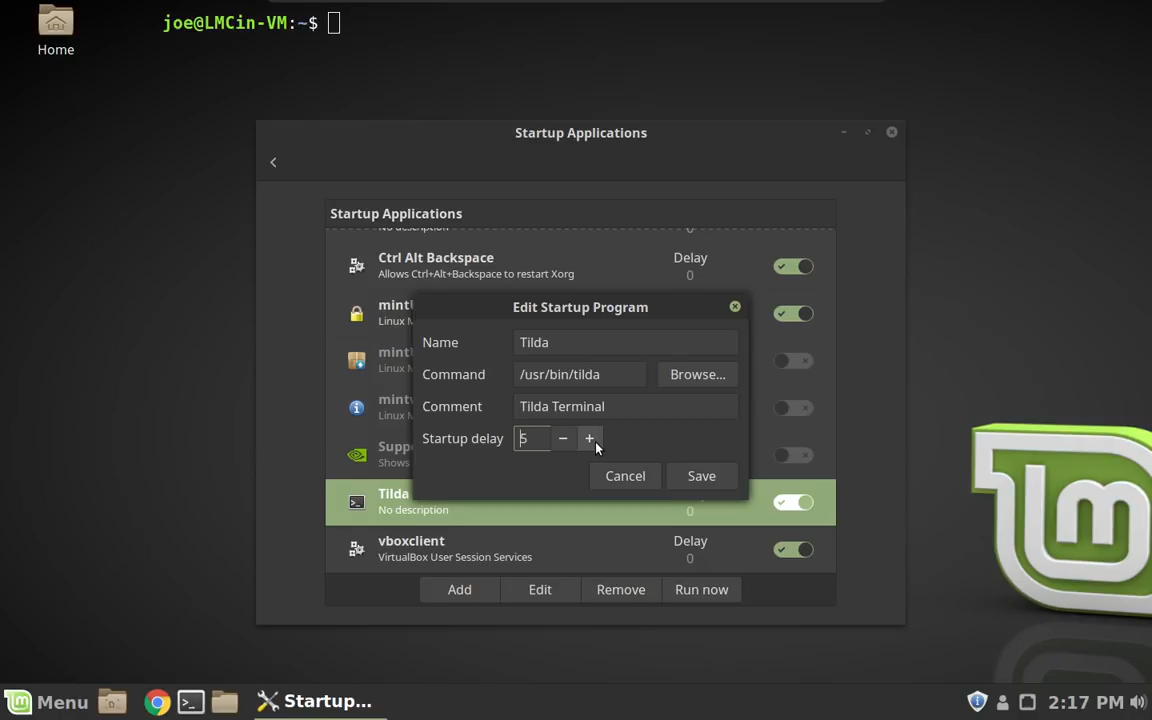 joe@LMCin-VM:~$
Home
Startup Applications
Startup Applications
Ctrl Alt Backspace
Allows Ctrl+Alt+Backspace to restart Xorg
Delay
0
Edit Startup Program
Name
Tilda
Command
/usr/bin/tilda
Browse...
Comment
Tilda Terminal
Startup delay
5
Cancel
Save
Tilda
No description
0
vboxclient
VirtualBox User Session Services
Delay
0
Add
Edit
Remove
Run now
Menu
Startup...
2:17 PM